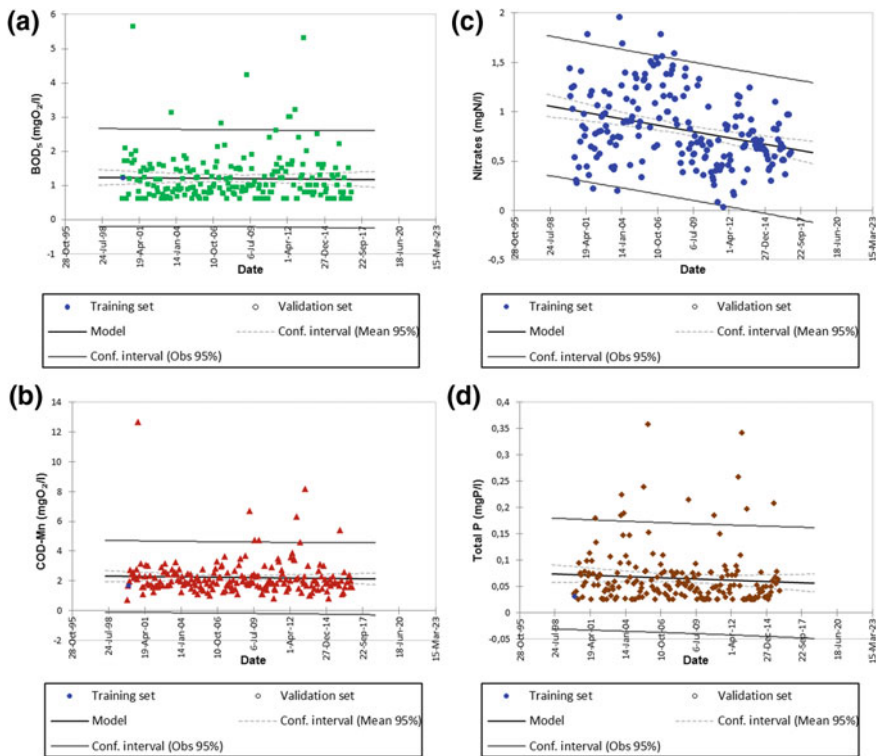 (a)
BOD5 (mgO2/l)
6
5
4
3
2
1
0
-1
28-Oct-95
24-Jul-98
19-Apr-01
14-Jan-04
10-Oct-06
6-Jul-09
1-Apr-12
27-Dec-14
22-Sep-17
18-Jun-20
15-Mar-23
Date
Training set
Validation set
Model
Conf. interval (Mean 95%)
Conf. interval (Obs 95%)
(c)
Nitrates (mgN/l)
2
1,5
1
0,5
0
-0,5
28-Oct-95
24-Jul-98
19-Apr-01
14-Jan-04
10-Oct-06
6-Jul-09
1-Apr-12
27-Dec-14
22-Sep-17
18-Jun-20
15-Mar-23
Date
Training set
Validation set
Model
Conf. interval (Mean 95%)
Conf. interval (Obs 95%)
(b)
COD-Mn (mgO2/l)
14
12
10
8
6
4
2
0
-2
28-Oct-95
24-Jul-98
19-Apr-01
14-Jan-04
10-Oct-06
6-Jul-09
1-Apr-12
27-Dec-14
22-Sep-17
18-Jun-20
15-Mar-23
Date
Training set
Validation set
Model
Conf. interval (Mean 95%)
Conf. interval (Obs 95%)
(d)
Total P (mgP/l)
0,4
0,35
0,3
0,25
0,2
0,15
0,1
0,05
0
-0,05
28-Oct-95
24-Jul-98
19-Apr-01
14-Jan-04
10-Oct-06
6-Jul-09
1-Apr-12
27-Dec-14
22-Sep-17
18-Jun-20
15-Mar-23
Date
Training set
Validation set
Model
Conf. interval (Mean 95%)
Conf. interval (Obs 95%)